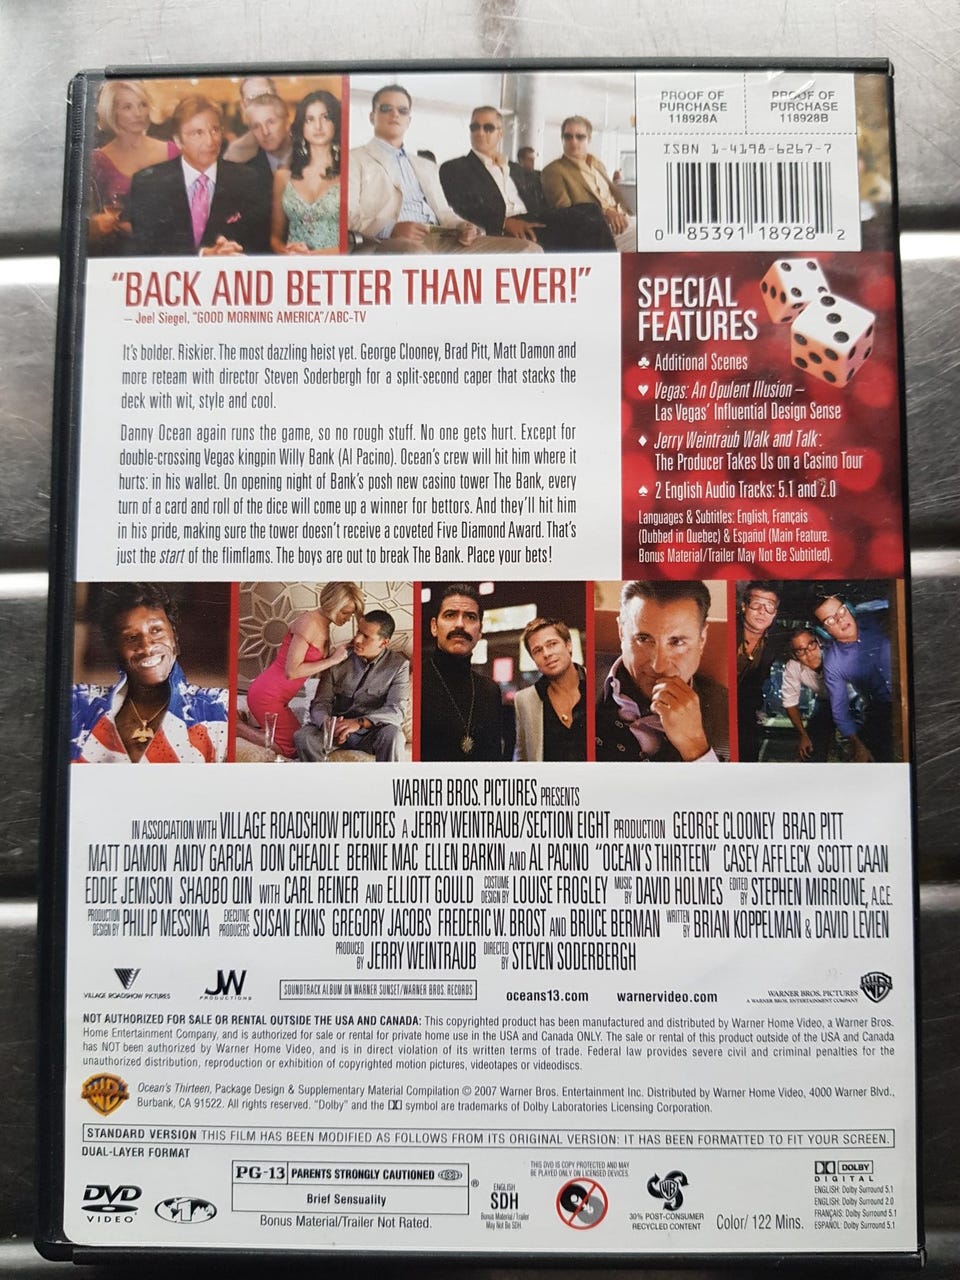 PROOF OF
PURCHASE
118928A
PROOF OF
PURCHASE
118928B
ISBN 1-4198-6267-7
0 85391 18928 2
“BACK AND BETTER THAN EVER!”
– Joel Siegel, “GOOD MORNING AMERICA”/ABC-TV
It's bolder. Riskier. The most dazzling heist yet. George Clooney, Brad Pitt, Matt Damon and
more reteam with director Steven Soderbergh for a split-second caper that stacks the
deck with wit, style and cool.
Danny Ocean again runs the game, so no rough stuff. No one gets hurt. Except for
double-crossing Vegas kingpin Willy Bank (Al Pacino). Ocean's crew will hit him where it
hurts: in his wallet. On opening night of Bank's posh new casino tower The Bank, every
turn of a card and roll of the dice will come up a winner for bettors. And they'll hit him
in his pride, making sure the tower doesn't receive a coveted Five Diamond Award. That's
just the start of the flimflams. The boys are out to break The Bank. Place your bets!
SPECIAL
FEATURES
♣ Additional Scenes
♥ Vegas: An Opulent Illusion –
Las Vegas' Influential Design Sense
♦ Jerry Weintraub Walk and Talk:
The Producer Takes Us on a Casino Tour
♠ 2 English Audio Tracks: 5.1 and 2.0
Languages & Subtitles: English, Français
(Dubbed in Quebec) & Español (Main Feature.
Bonus Material/Trailer May Not Be Subtitled).
WARNER BROS. PICTURES PRESENTS
IN ASSOCIATION WITH VILLAGE ROADSHOW PICTURES A JERRY WEINTRAUB/SECTION EIGHT PRODUCTION GEORGE CLOONEY BRAD PITT
MATT DAMON ANDY GARCIA DON CHEADLE BERNIE MAC ELLEN BARKIN AND AL PACINO “OCEAN'S THIRTEEN” CASEY AFFLECK SCOTT CAAN
EDDIE JEMISON SHAOBO QIN WITH CARL REINER AND ELLIOTT GOULD COSTUME DESIGN BY LOUISE FROGLEY MUSIC BY DAVID HOLMES EDITED BY STEPHEN MIRRIONE, A.C.E.
PRODUCTION DESIGN BY PHILIP MESSINA EXECUTIVE PRODUCERS SUSAN EKINS GREGORY JACOBS FREDERIC W. BROST AND BRUCE BERMAN WRITTEN BY BRIAN KOPPELMAN & DAVID LEVIEN
PRODUCED BY JERRY WEINTRAUB DIRECTED BY STEVEN SODERBERGH
VILLAGE ROADSHOW PICTURES
JW
PRODUCTIONS
SOUNDTRACK ALBUM ON WARNER SUNSET/WARNER BROS. RECORDS
oceans13.com
warnervideo.com
WARNER BROS. PICTURES
A WARNER BROS. ENTERTAINMENT COMPANY
NOT AUTHORIZED FOR SALE OR RENTAL OUTSIDE THE USA AND CANADA: This copyrighted product has been manufactured and distributed by Warner Home Video, a Warner Bros.
Home Entertainment Company, and is authorized for sale or rental for private home use in the USA and Canada ONLY. The sale or rental of this product outside of the USA and Canada
has NOT been authorized by Warner Home Video, and is in direct violation of its written terms of trade. Federal law provides severe civil and criminal penalties for the
unauthorized distribution, reproduction or exhibition of copyrighted motion pictures, videotapes or videodiscs.
Ocean's Thirteen, Package Design & Supplementary Material Compilation © 2007 Warner Bros. Entertainment Inc. Distributed by Warner Home Video, 4000 Warner Blvd.,
Burbank, CA 91522. All rights reserved. “Dolby” and the DD symbol are trademarks of Dolby Laboratories Licensing Corporation.
STANDARD VERSION THIS FILM HAS BEEN MODIFIED AS FOLLOWS FROM ITS ORIGINAL VERSION: IT HAS BEEN FORMATTED TO FIT YOUR SCREEN.
DUAL-LAYER FORMAT
DVD
VIDEO
1
PG-13 PARENTS STRONGLY CAUTIONED
®
Brief Sensuality
Bonus Material/Trailer Not Rated.
ENGLISH
SDH
Bonus Material/Trailer
May Not Be SDH
THIS DVD IS COPY PROTECTED AND MAY
BE PLAYED ONLY ON LICENSED DEVICES.
30% POST-CONSUMER
RECYCLED CONTENT
Color/ 122 Mins.
DOLBY
DIGITAL
ENGLISH: Dolby Surround 5.1
ENGLISH: Dolby Surround 2.0
FRANÇAIS: Dolby Surround 5.1
ESPAÑOL: Dolby Surround 5.1